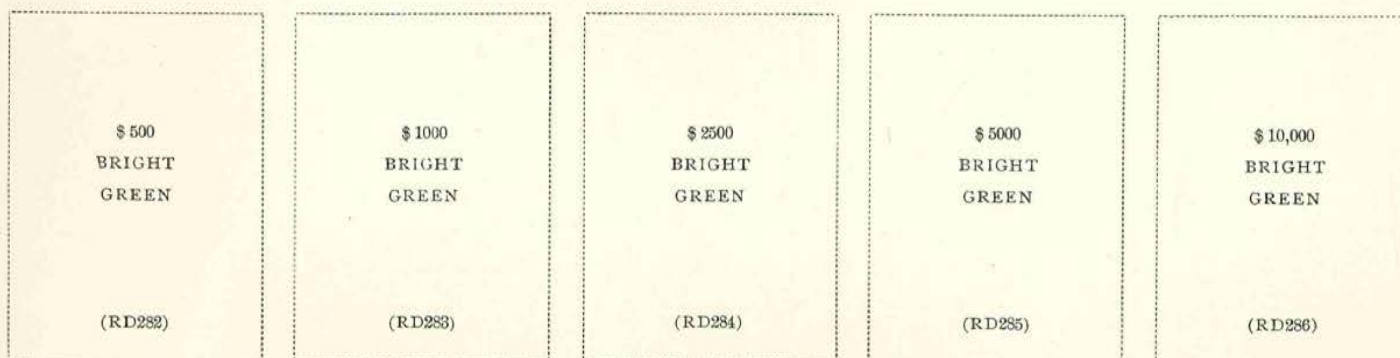 $ 500
BRIGHT
GREEN
(RD282)
$ 1000
BRIGHT
GREEN
(RD283)
$ 2500
BRIGHT
GREEN
(RD284)
$ 5000
BRIGHT
GREEN
(RD285)
$ 10,000
BRIGHT
GREEN
(RD286)